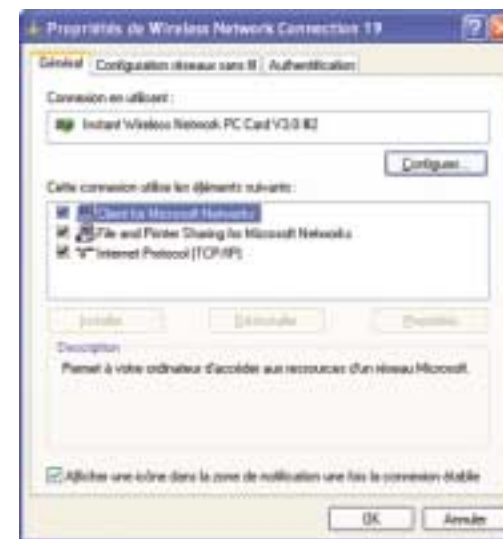 Propriétés de Wireless Network Connection 19
Général
Configuration réseaux sans fil
Authentification
Connexion en utilisant :
Instant Wireless Network PC Card V3.0 #2
Configurer...
Cette connexion utilise les éléments suivants :
Client for Microsoft Networks
File and Printer Sharing for Microsoft Networks
Internet Protocol (TCP/IP)
Installer
Désinstaller
Propriétés
Description
Permet à votre ordinateur d'accéder aux ressources d'un réseau Microsoft.
Afficher une icône dans la zone de notification une fois la connexion établie
OK
Annuler